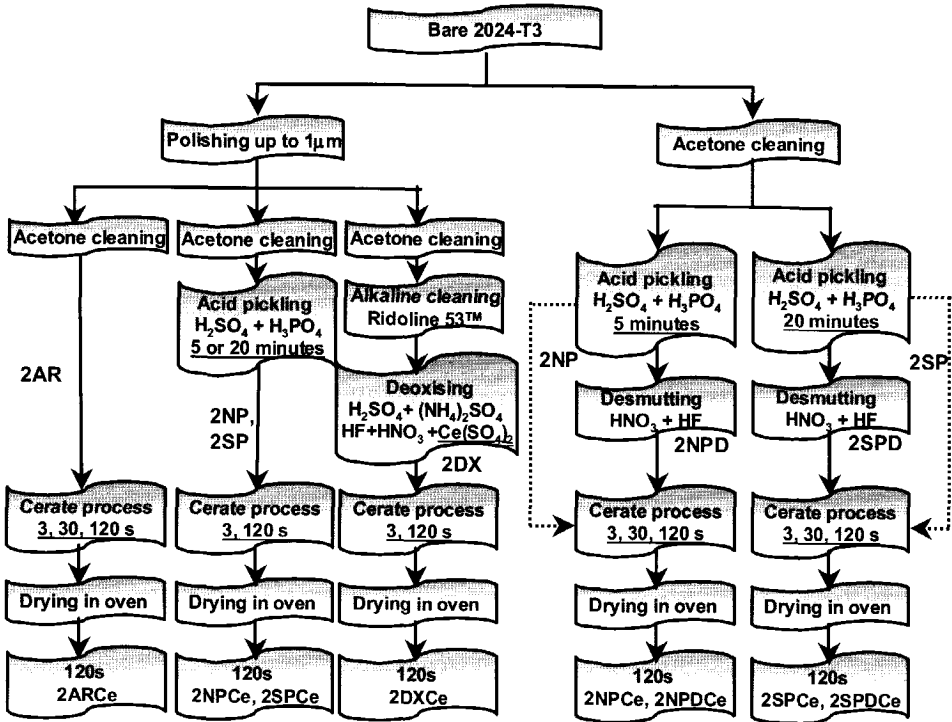 Bare 2024-T3
Polishing up to 1µm
Acetone cleaning
Acetone cleaning
Acetone cleaning
Acetone cleaning
Acid pickling
H₂SO₄ + H₃PO₄
5 or 20 minutes
Alkaline cleaning
Ridoline 53™
Acid pickling
H₂SO₄ + H₃PO₄
5 minutes
Acid pickling
H₂SO₄ + H₃PO₄
20 minutes
2AR
2NP,
2SP
Deoxising
H₂SO₄+ (NH₄)₂SO₄
HF+HNO₃ +Ce(SO₄)₂
2DX
2NP
Desmutting
HNO₃ + HF
2NPD
Desmutting
HNO₃ + HF
2SPD
2SP
Cerate process
3, 30, 120 s
Cerate process
3, 120 s
Cerate process
3, 120 s
Cerate process
3, 30, 120 s
Cerate process
3, 30, 120 s
Drying in oven
Drying in oven
Drying in oven
Drying in oven
Drying in oven
120s
2ARCe
120s
2NPCe, 2SPCe
120s
2DXCe
120s
2NPCe, 2NPDCe
120s
2SPCe, 2SPDCe